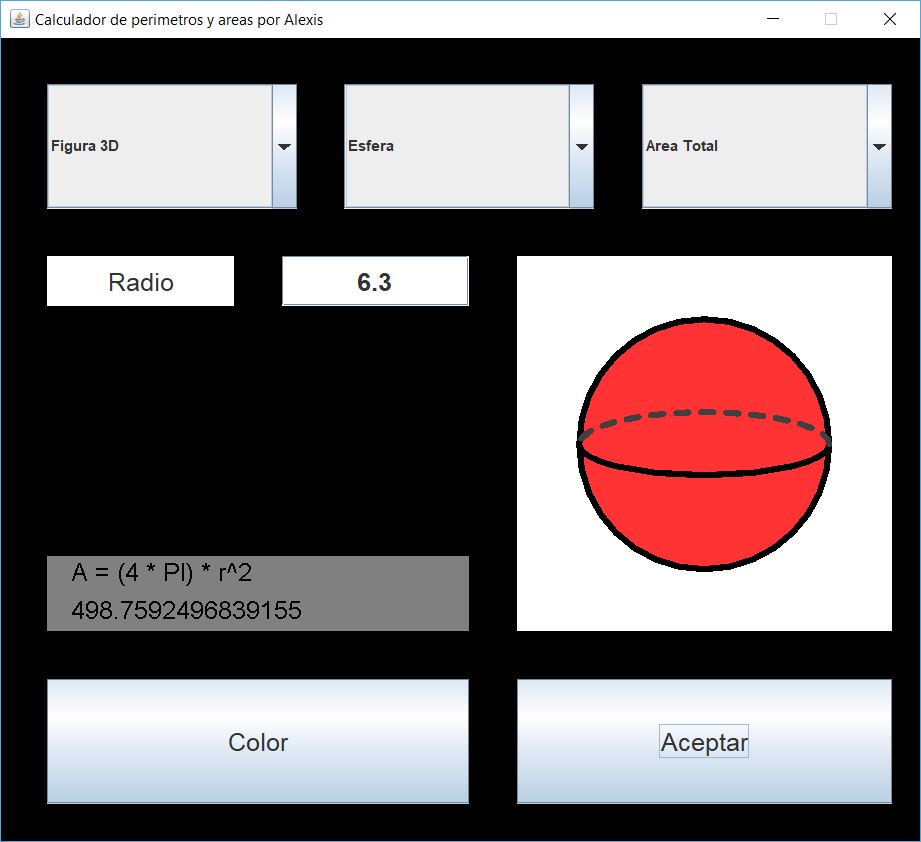 Calculador de perimetros y areas por Alexis
Figura 3D
Esfera
Area Total
Radio
6.3
A = (4 * PI) * r^2
498.7592496839155
Color
Aceptar